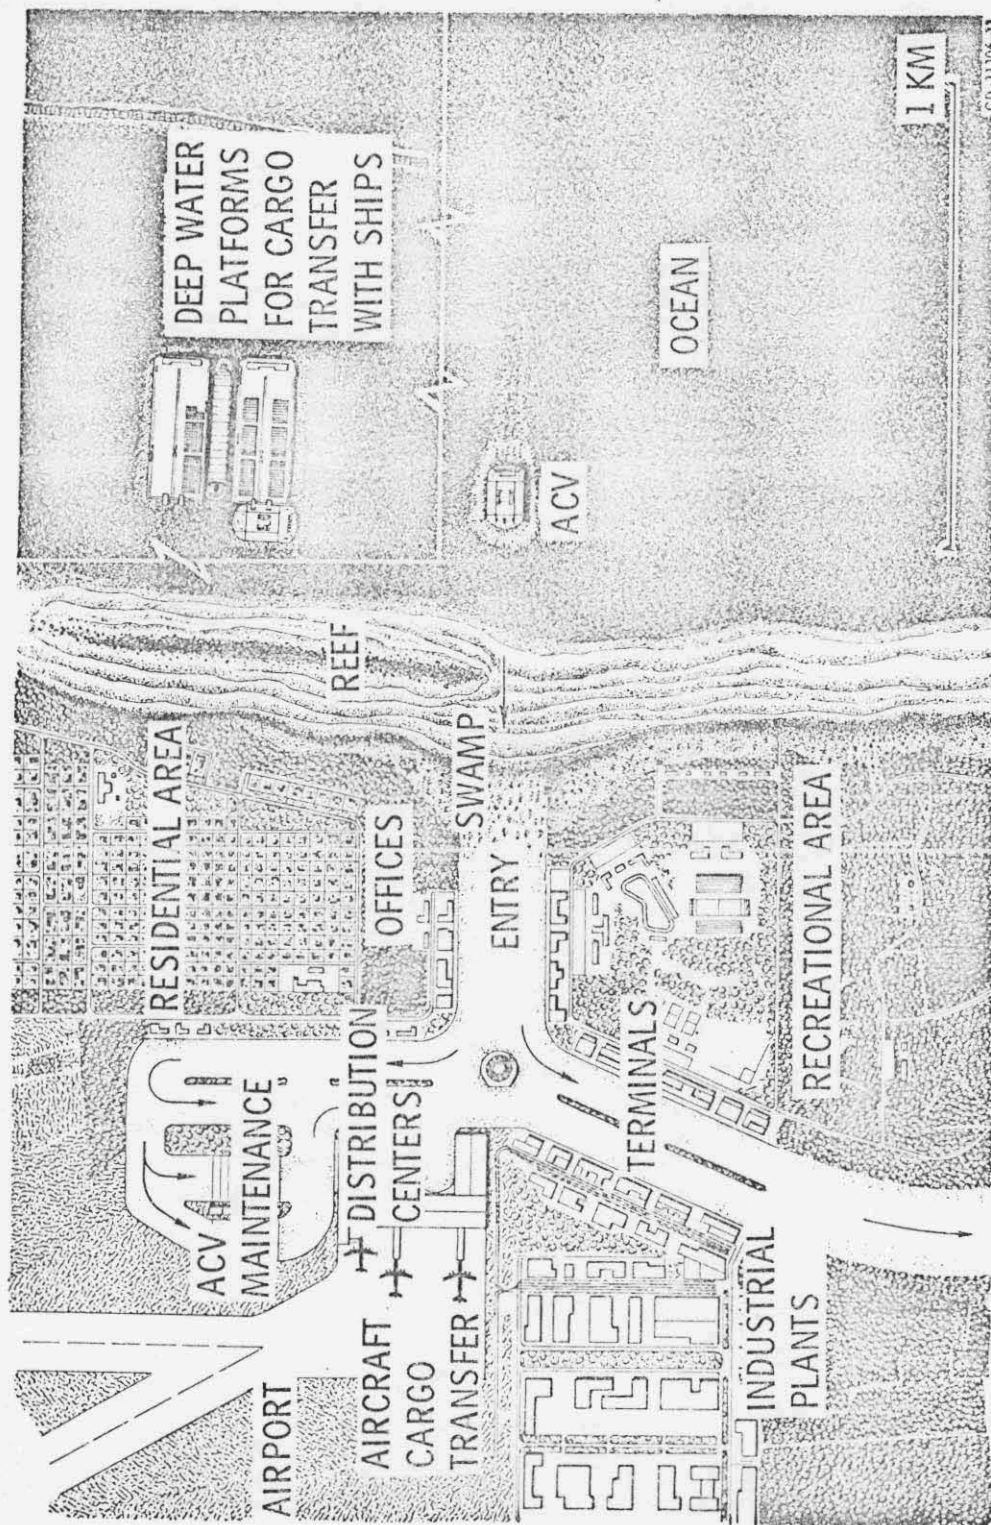 AIRPORT
AIRCRAFT
CARGO
TRANSFER
ACV
MAINTENANCE
DISTRIBUTION
CENTERS
INDUSTRIAL
PLANTS
TERMINALS
RESIDENTIAL AREA
OFFICES
ENTRY
SWAMP
RECREATIONAL AREA
REEF
DEEP WATER
PLATFORMS
FOR CARGO
TRANSFER
WITH SHIPS
ACV
OCEAN
1 KM